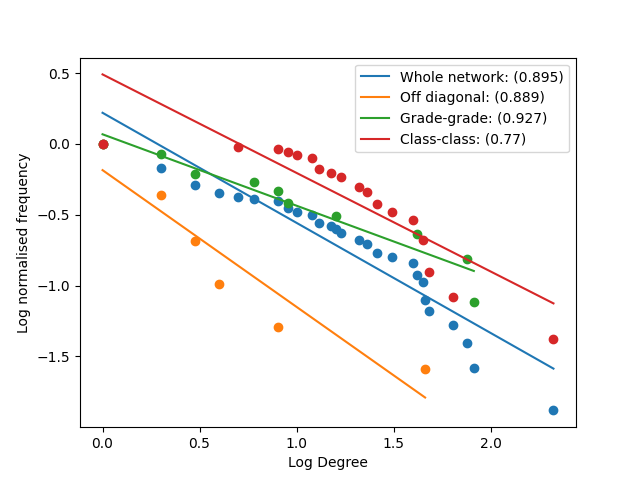 Whole network: (0.895)
Off diagonal: (0.889)
Grade-grade: (0.927)
Class-class: (0.77)
0.5
0.0
−0.5
−1.0
−1.5
Log normalised frequency
0.0 0.5 1.0 1.5 2.0
Log Degree